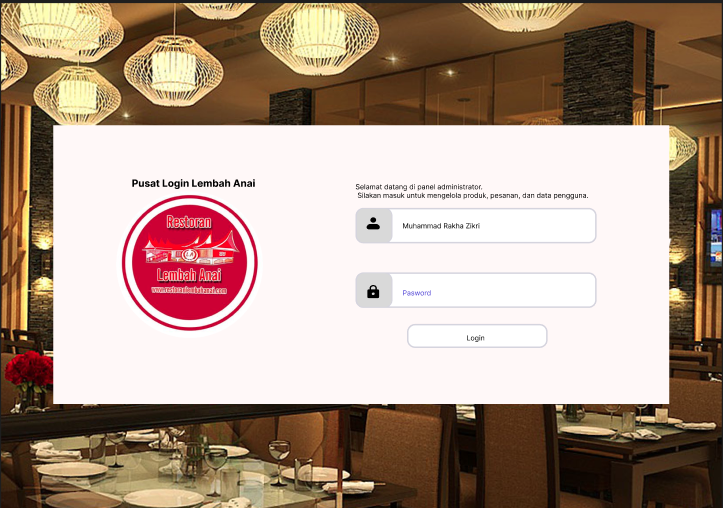 Pusat Login Lembah Anai
Restoran
Lembah Anai
www.restoranlembahanai.com
Selamat datang di panel administrator.
Silakan masuk untuk mengelola produk, pesanan, dan data pengguna.
Muhammad Rakha Zikri
Pasword
Login